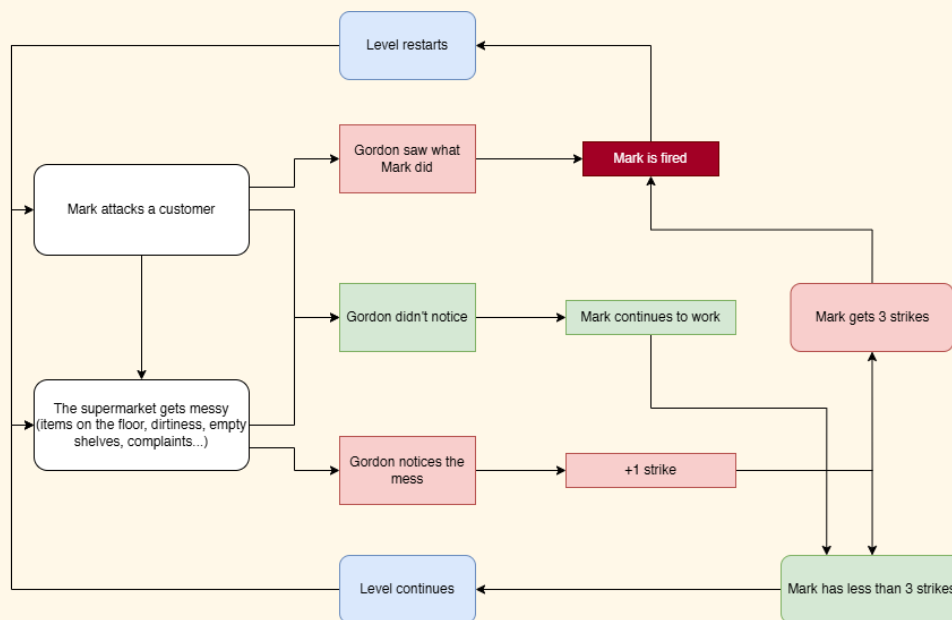 Level restarts
Gordon saw what
Mark did
Mark is fired
Mark attacks a customer
Gordon didn't notice
Mark continues to work
Mark gets 3 strikes
The supermarket gets messy
(items on the floor, dirtiness, empty
shelves, complaints...)
Gordon notices the
mess
+1 strike
Level continues
Mark has less than 3 strikes